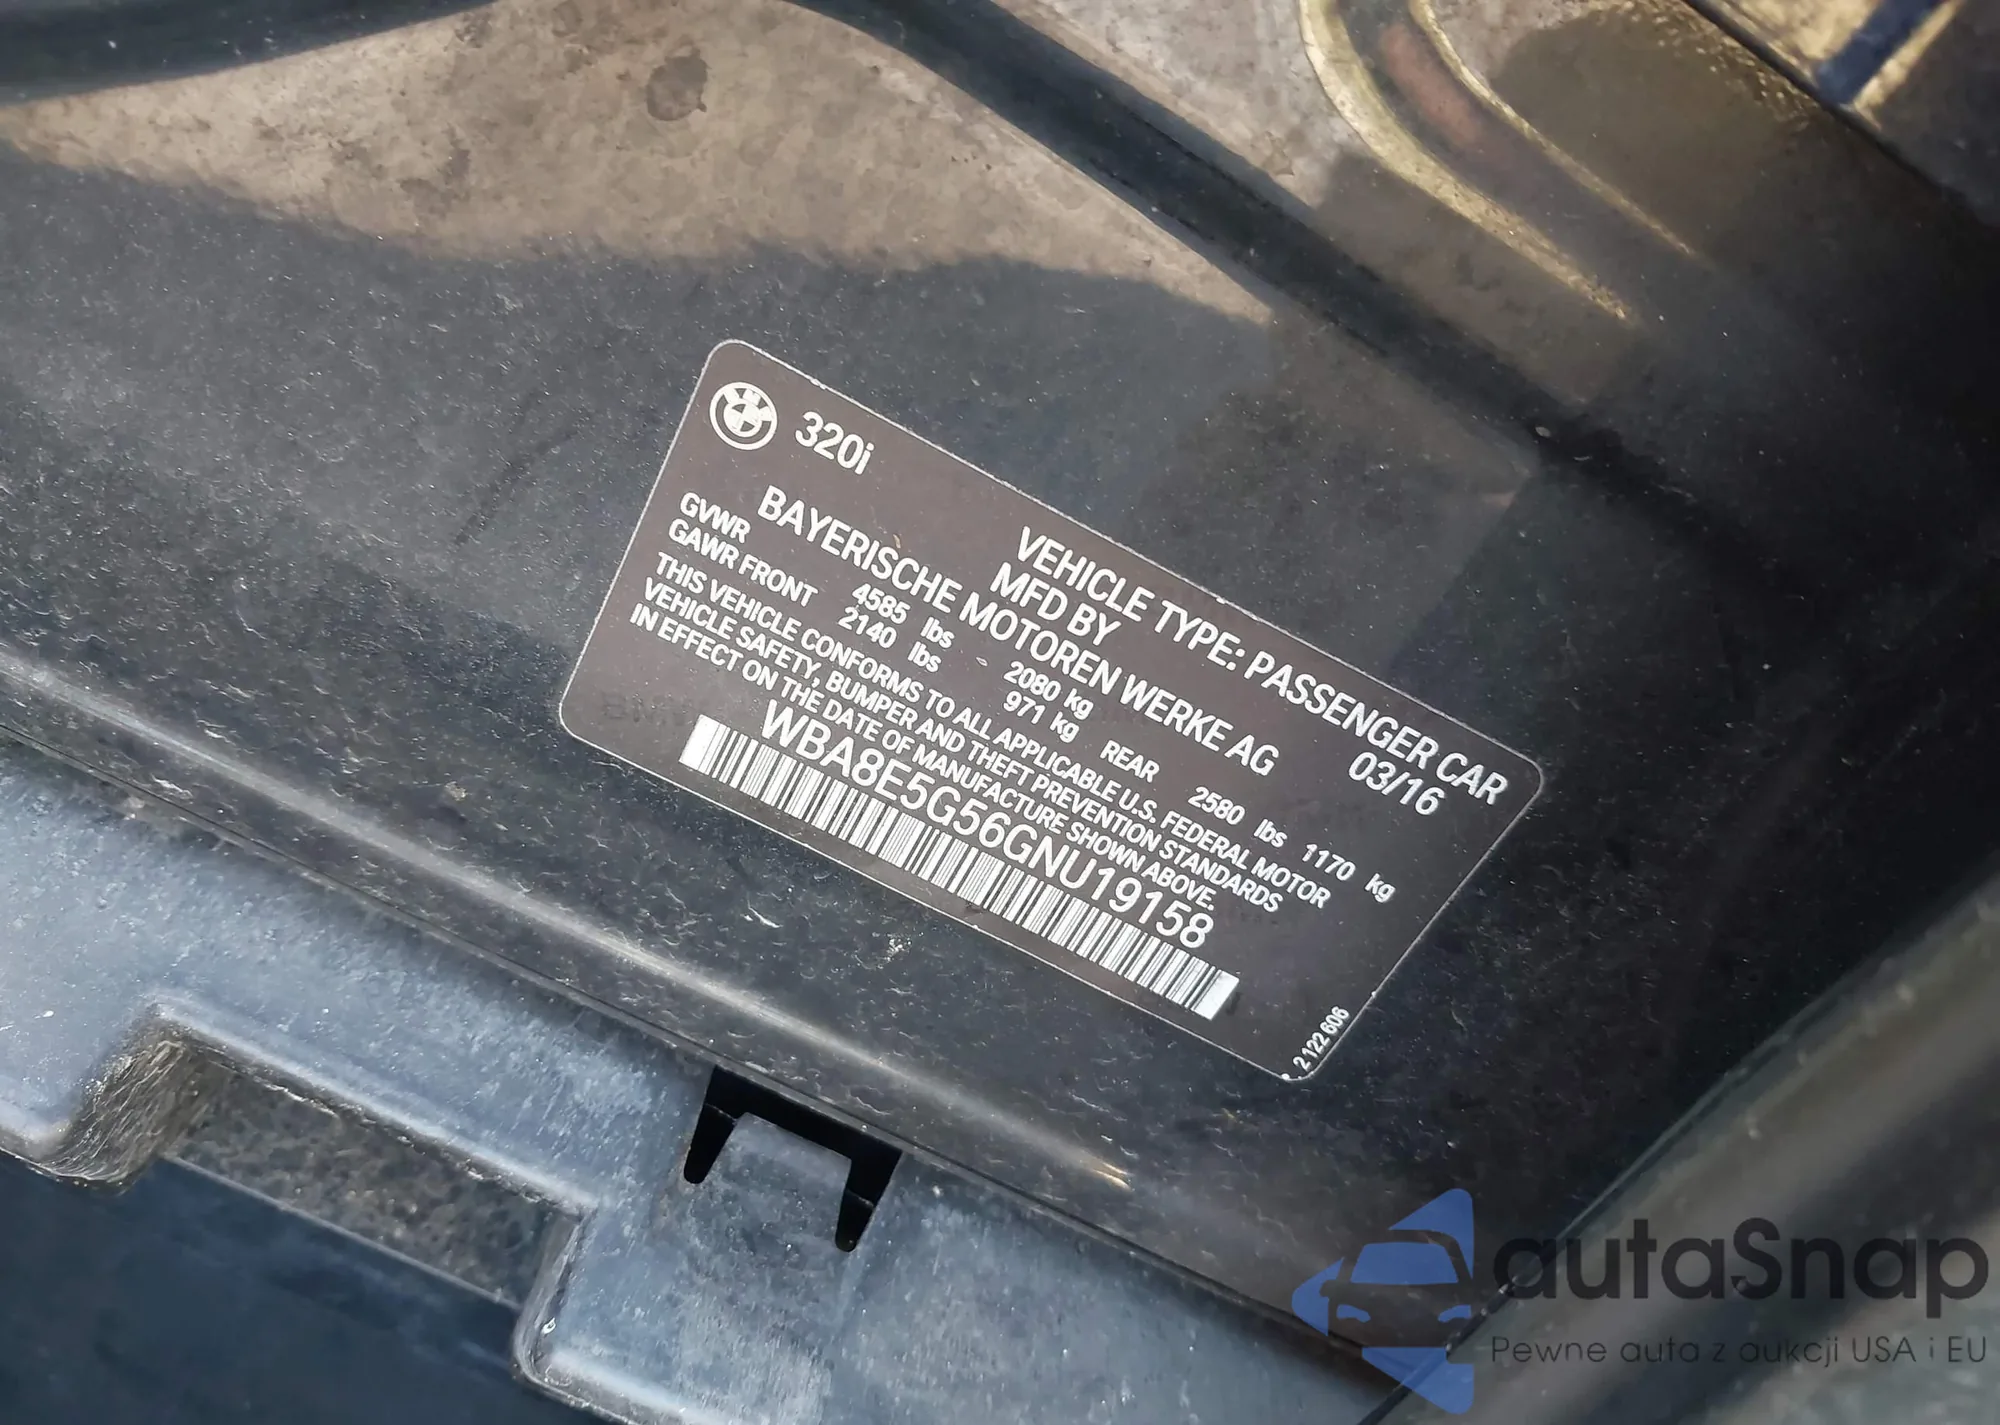 320i
VEHICLE TYPE: PASSENGER CAR
MFD BY 03/16
BAYERISCHE MOTOREN WERKE AG
GVWR 4585 lbs 2080 kg
GAWR FRONT 2140 lbs 971 kg REAR 2580 lbs 1170 kg
THIS VEHICLE CONFORMS TO ALL APPLICABLE U.S. FEDERAL MOTOR
VEHICLE SAFETY, BUMPER AND THEFT PREVENTION STANDARDS
IN EFFECT ON THE DATE OF MANUFACTURE SHOWN ABOVE.
WBA8E5G56GNU19158
2 122 606
autaSnap
Pewne auta z aukcji USA i EU